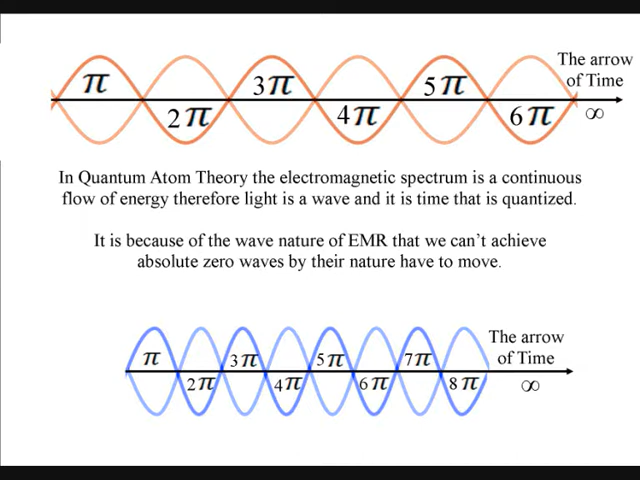 The arrow
of Time
π
3π
5π
2π
4π
6π
∞
In Quantum Atom Theory the electromagnetic spectrum is a continuous
flow of energy therefore light is a wave and it is time that is quantized.
It is because of the wave nature of EMR that we can’t achieve
absolute zero waves by their nature have to move.
The arrow
of Time
π
3π
5π
7π
2π
4π
6π
8π
∞